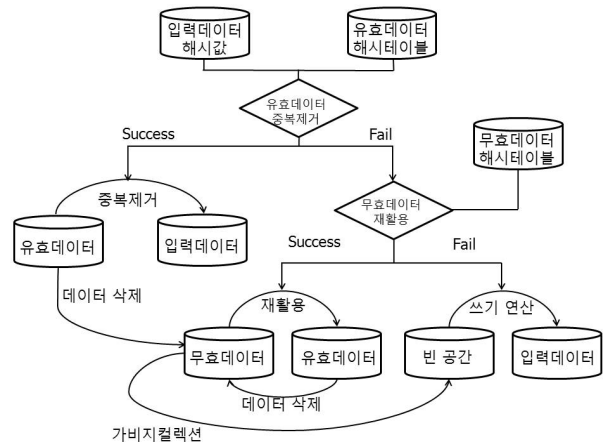 입력데이터
해시값
유효데이터
해시테이블
유효데이터
중복제거
Success
Fail
무효데이터
해시테이블
중복제거
유효데이터
입력데이터
무효데이터
재활용
Success
Fail
데이터 삭제
재활용
쓰기 연산
무효데이터
유효데이터
빈 공간
입력데이터
데이터 삭제
가비지컬렉션